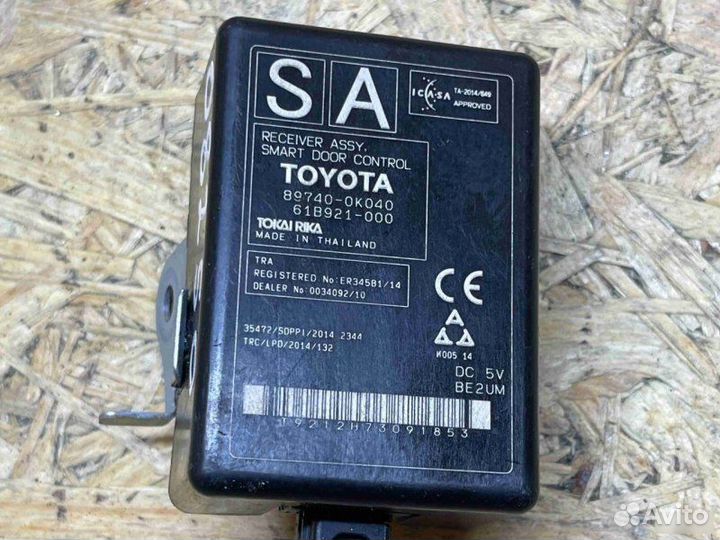 SA
ICASA
TA-2014/649
APPROVED
RECEIVER ASSY,
SMART DOOR CONTROL
TOYOTA
89740-0K040
61B921-000
TOKAI RIKA
MADE IN THAILAND
TRA
REGISTERED No:ER34581/14
DEALER No:0034092/10
CE
35472/SDPPI/2014 2344
TRC/LPD/2014/132
K005 14
DC 5V
BE2UM
T9212H73091853
Avito